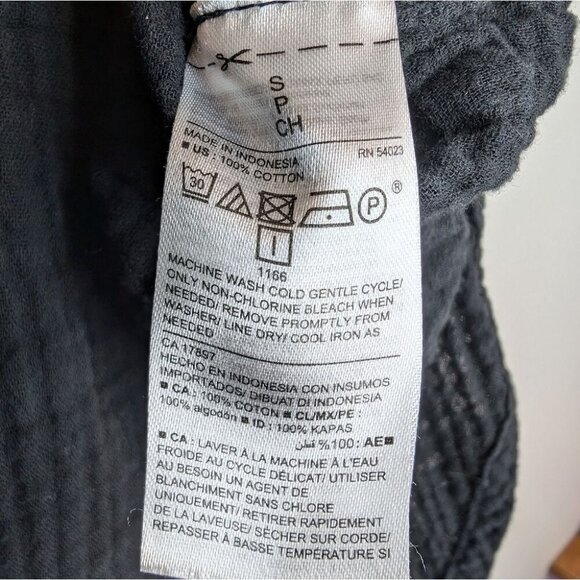 S
P
CH
MADE IN INDONESIA
■ US : 100% COTTON
RN 54023
30
P ®
1166
MACHINE WASH COLD GENTLE CYCLE/
ONLY NON-CHLORINE BLEACH WHEN
NEEDED/ REMOVE PROMPTLY FROM
WASHER/ LINE DRY/ COOL IRON AS
NEEDED
CA 17897
HECHO EN INDONESIA CON INSUMOS
IMPORTADOS/ DIBUAT DI INDONESIA
■ CA : 100% COTON ■ CL/MX/PE :
100% algodón ■ ID : 100% KAPAS
■AE :100% قطن
■ CA : LAVER À LA MACHINE À L'EAU
FROIDE AU CYCLE DÉLICAT/ UTILISER
AU BESOIN UN AGENT DE
BLANCHIMENT SANS CHLORE
UNIQUEMENT/ RETIRER RAPIDEMENT
DE LA LAVEUSE/ SÉCHER SUR CORDE/
REPASSER À BASSE TEMPÉRATURE SI